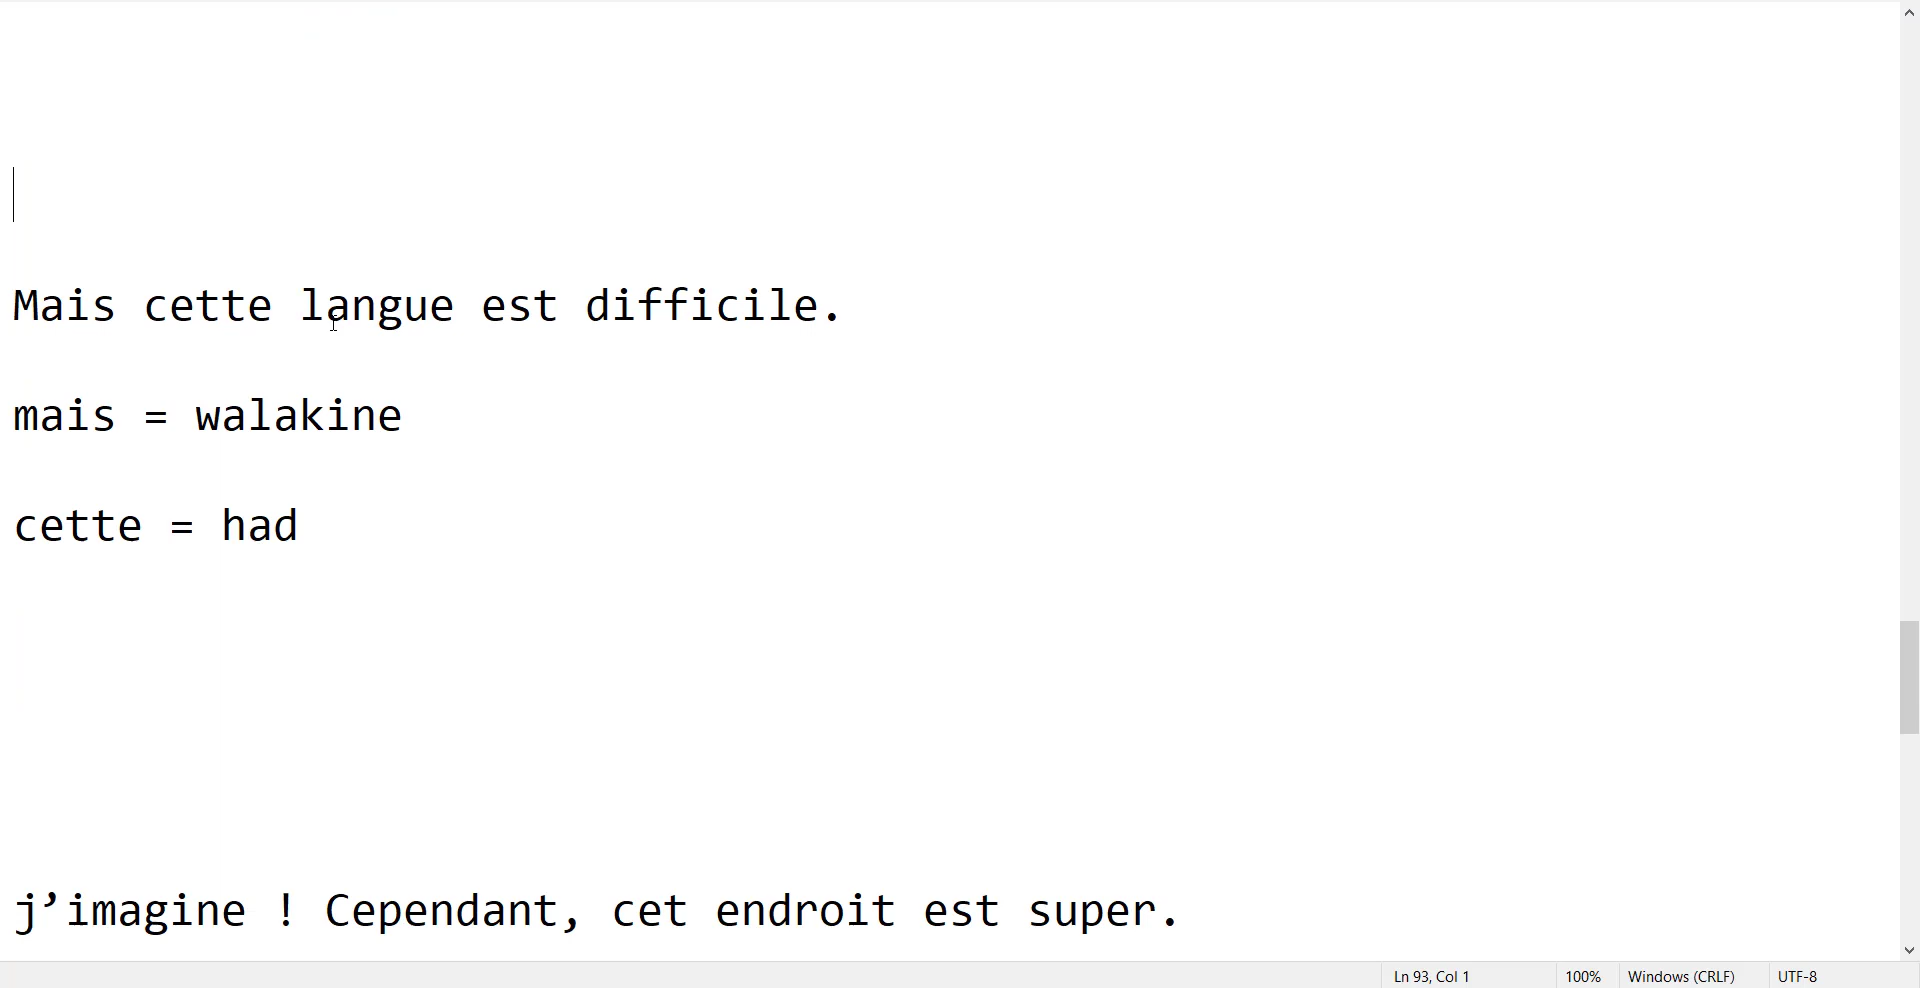 Mais cette langue est difficile.
mais = walakine
cette = had
j’imagine ! Cependant, cet endroit est super.
Ln 93, Col 1 100% Windows (CRLF) UTF-8